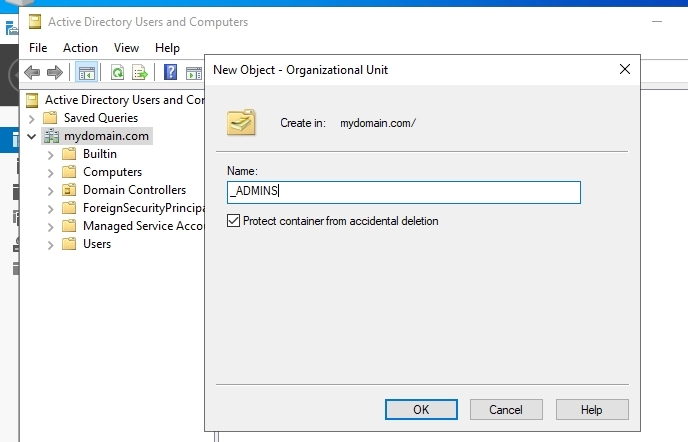 Active Directory Users and Computers
File Action View Help
Active Directory Users and Cor
Saved Queries
mydomain.com
Builtin
Computers
Domain Controllers
ForeignSecurityPrincipa
Managed Service Acco
Users
New Object - Organizational Unit
Create in: mydomain.com/
Name:
_ADMINS
Protect container from accidental deletion
OK Cancel Help